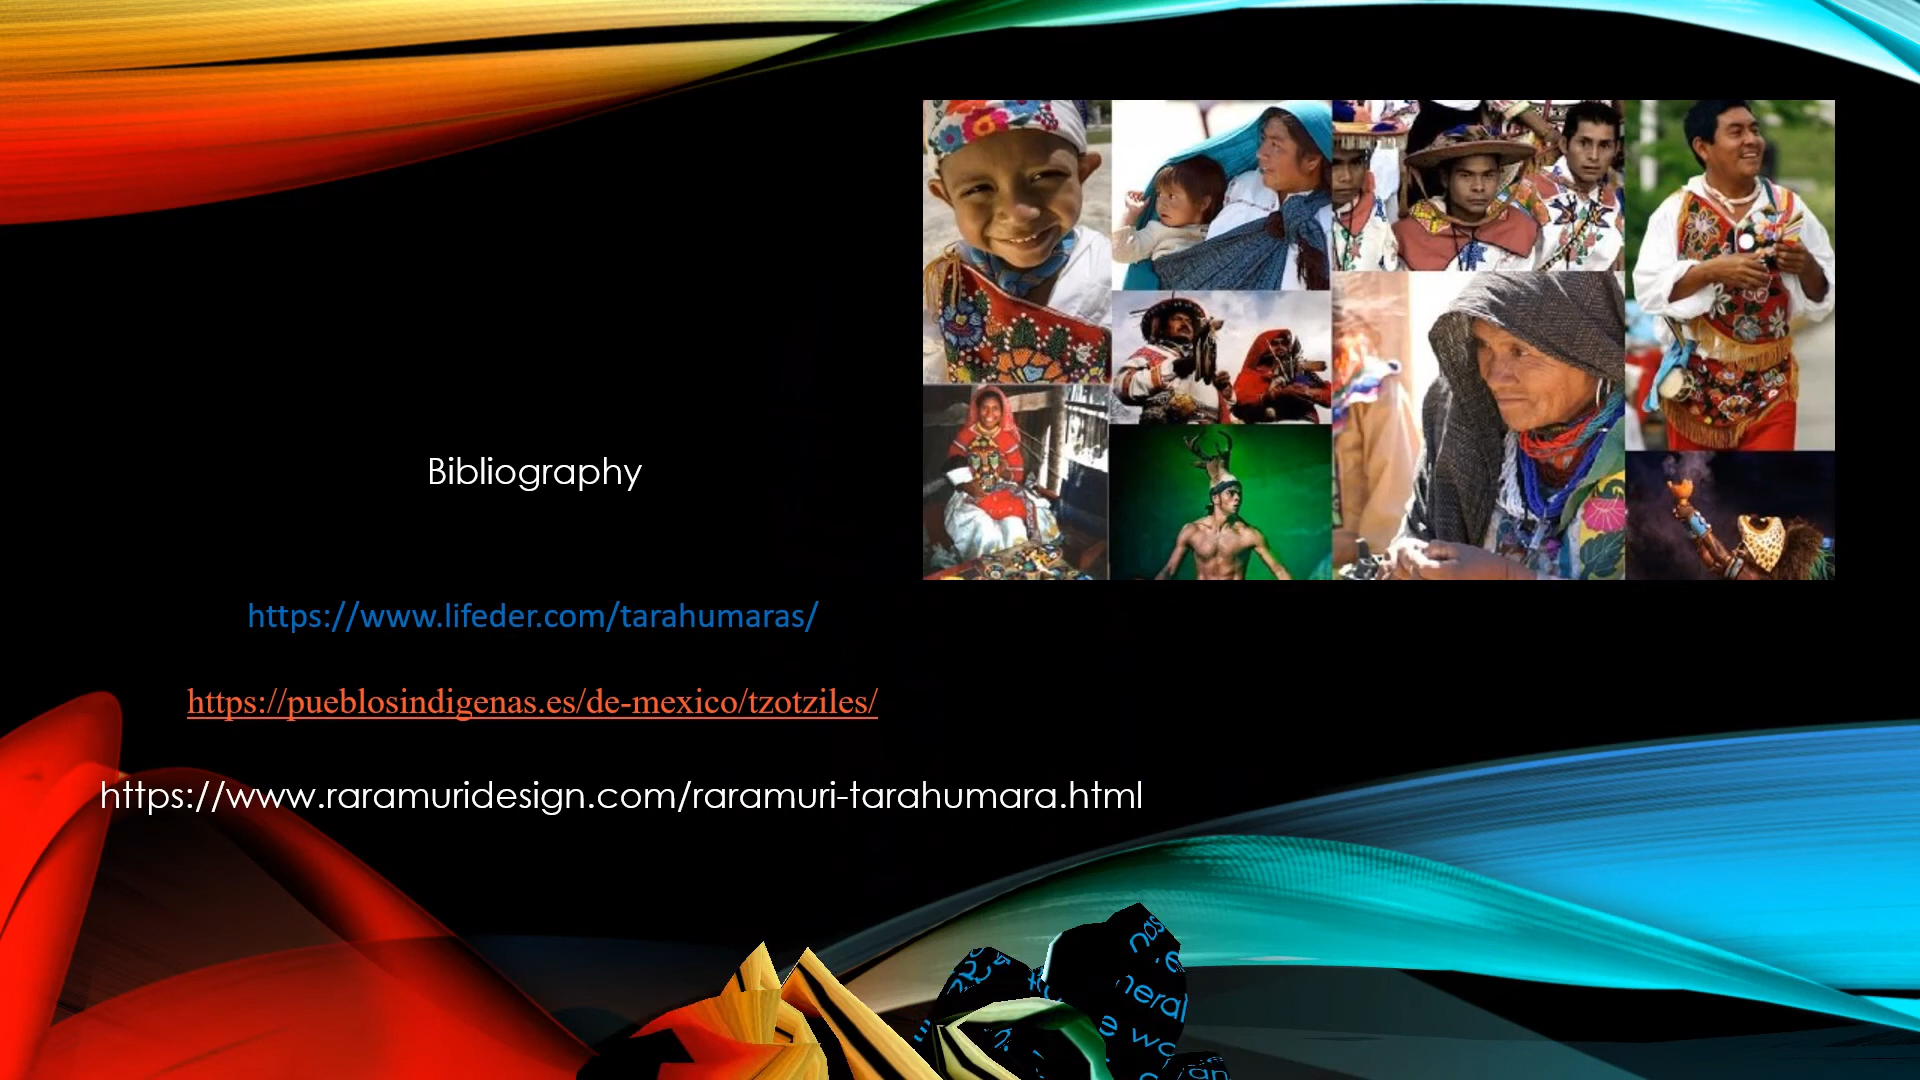 Bibliography
https://www.lifeder.com/tarahumaras/
https://pueblosindigenas.es/de-mexico/tzotziles/
https://www.raramuridesign.com/raramuri-tarahumara.html